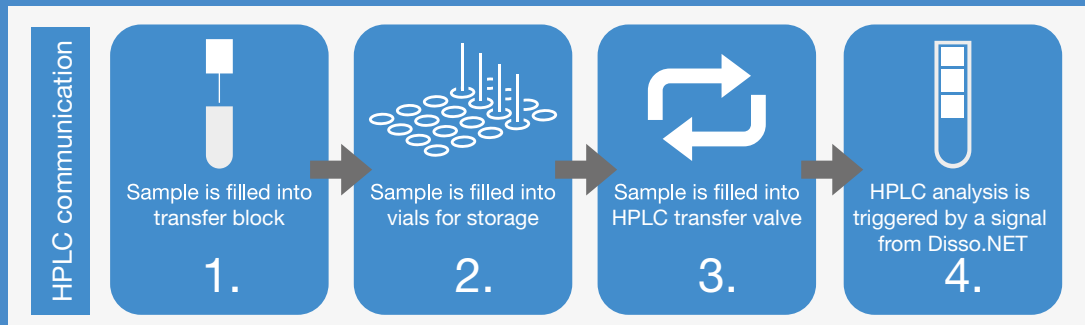 HPLC communication
Sample is filled into
transfer block
1.
Sample is filled into
vials for storage
2.
Sample is filled into
HPLC transfer valve
3.
HPLC analysis is
triggered by a signal
from Disso.NET
4.